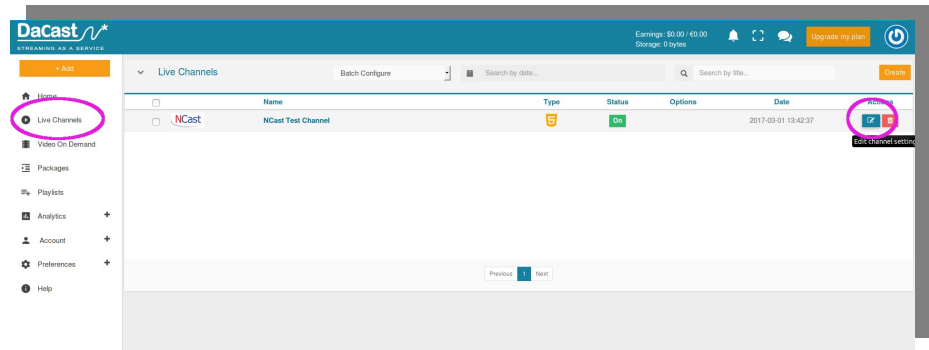 DaCast
STREAMING AS A SERVICE
Earnings: $0.00 / €0.00
Storage: 0 bytes
Upgrade my plan
+ Add
Live Channels
Batch Configure
Search by date...
Search by title...
Create
Home
Live Channels
Video On Demand
Packages
Playlists
Analytics +
Account +
Preferences +
Help
Name Type Status Options Date Actions
NCast NCast Test Channel 5 On 2017-03-01 13:42:37
Edit channel setting
Previous 1 Next